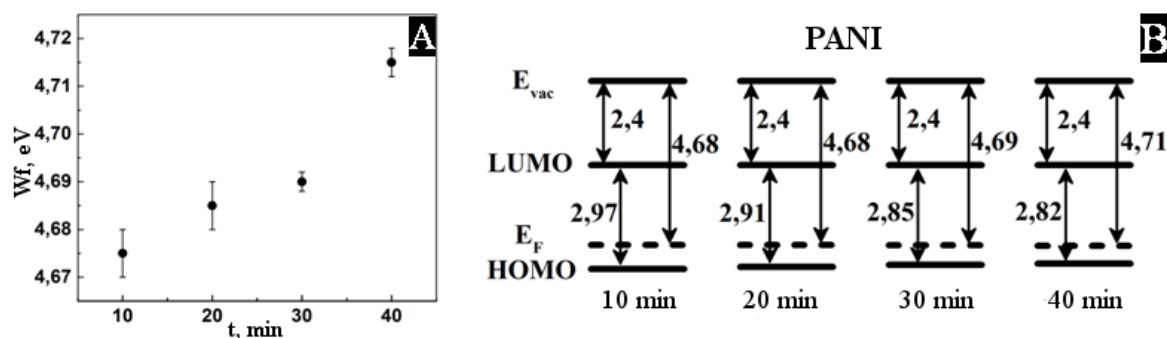 A
4,72
4,71
4,70
4,69
4,68
4,67
Wf, eV
10 20 30 40
t, min
B
PANI
E vac
2,4 2,4 2,4 2,4
4,68 4,68 4,69 4,71
LUMO
2,97 2,91 2,85 2,82
E F
HOMO
10 min 20 min 30 min 40 min